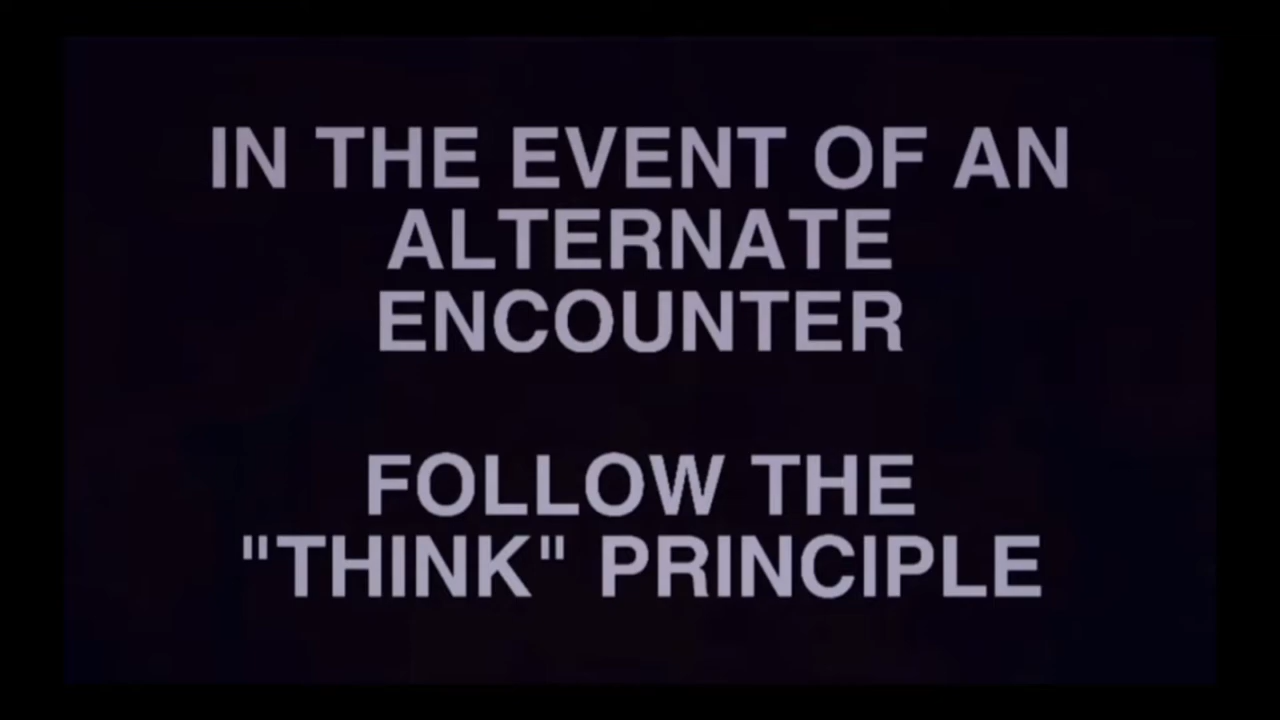 IN THE EVENT OF AN
ALTERNATE
ENCOUNTER
FOLLOW THE
"THINK" PRINCIPLE